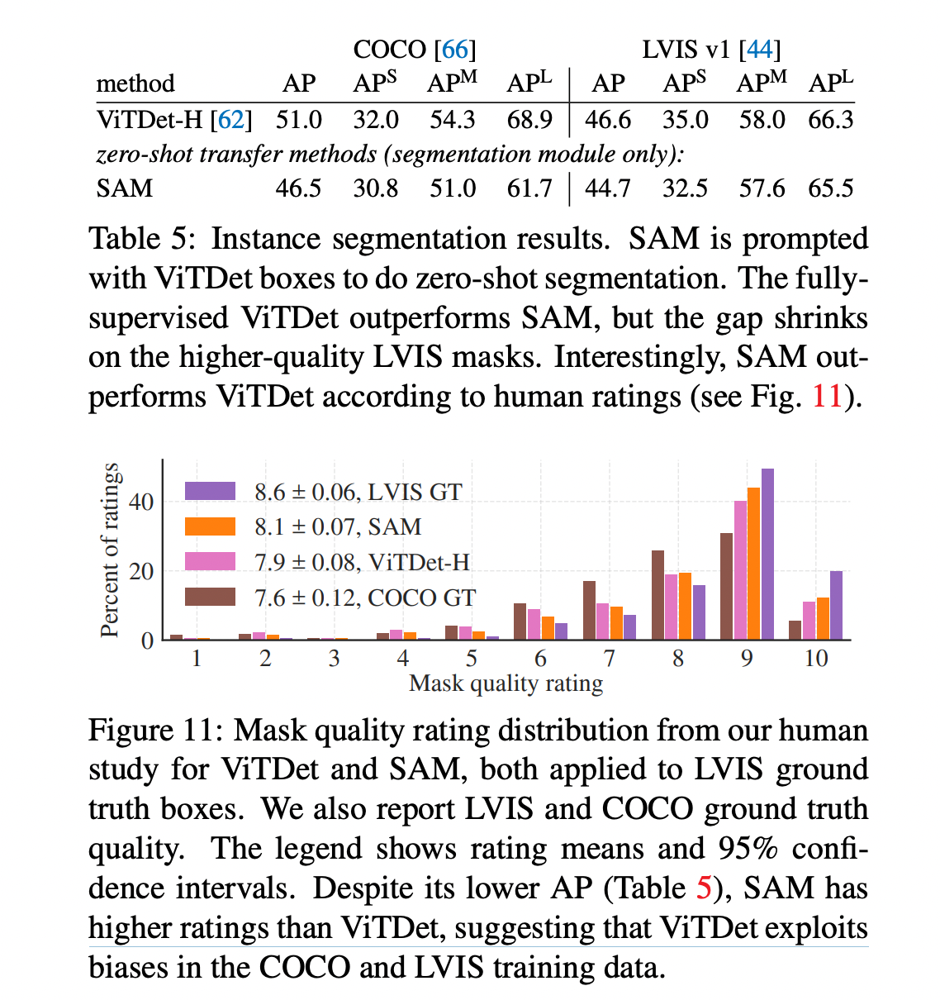 COCO [66] LVIS v1 [44]
method AP APS APM APL AP APS APM APL
ViTDet-H [62] 51.0 32.0 54.3 68.9 46.6 35.0 58.0 66.3
zero-shot transfer methods (segmentation module only):
SAM 46.5 30.8 51.0 61.7 44.7 32.5 57.6 65.5
Table 5: Instance segmentation results. SAM is prompted
with ViTDet boxes to do zero-shot segmentation. The fully-
supervised ViTDet outperforms SAM, but the gap shrinks
on the higher-quality LVIS masks. Interestingly, SAM out-
performs ViTDet according to human ratings (see Fig. 11).
Percent of ratings
40
20
0
8.6 ± 0.06, LVIS GT
8.1 ± 0.07, SAM
7.9 ± 0.08, ViTDet-H
7.6 ± 0.12, COCO GT
1 2 3 4 5 6 7 8 9 10
Mask quality rating
Figure 11: Mask quality rating distribution from our human
study for ViTDet and SAM, both applied to LVIS ground
truth boxes. We also report LVIS and COCO ground truth
quality. The legend shows rating means and 95% confi-
dence intervals. Despite its lower AP (Table 5), SAM has
higher ratings than ViTDet, suggesting that ViTDet exploits
biases in the COCO and LVIS training data.